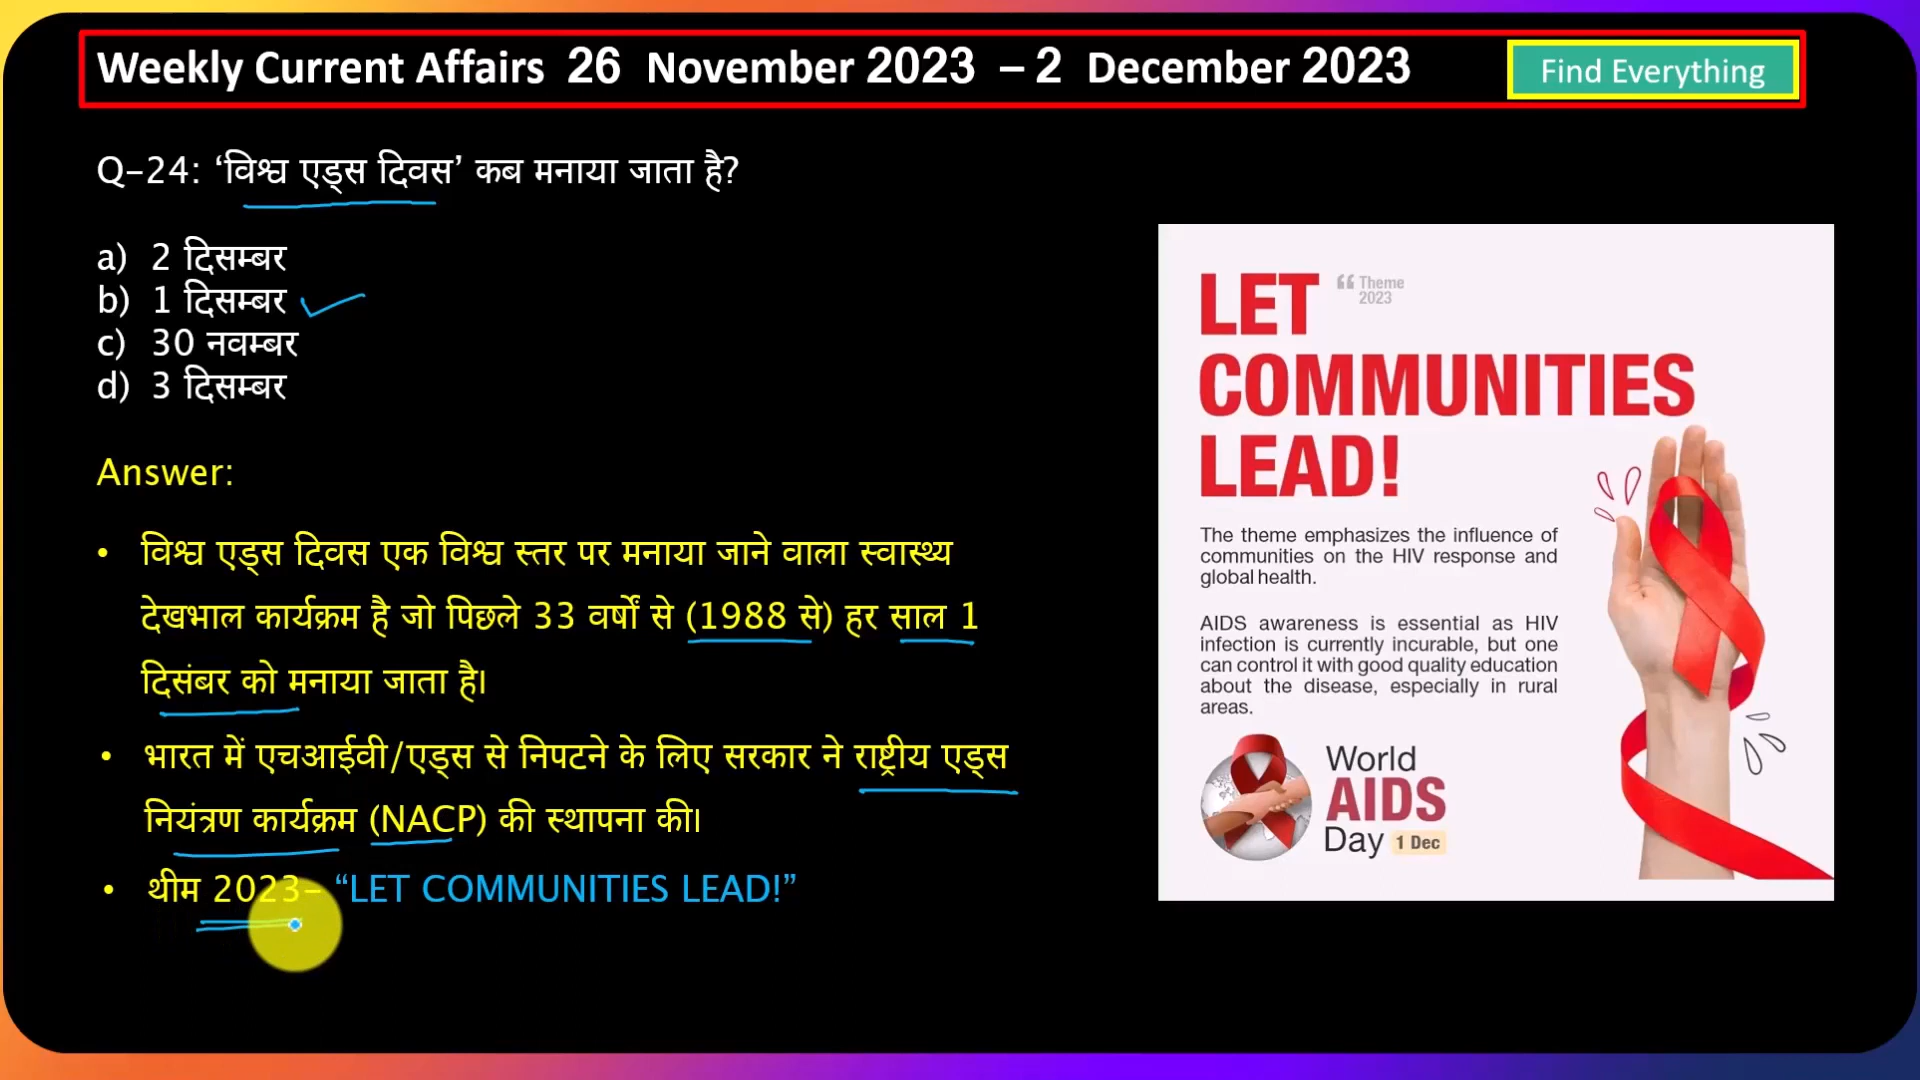 Weekly Current Affairs 26 November 2023 – 2 December 2023
Find Everything
Q-24: ‘विश्व एड्स दिवस’ कब मनाया जाता है?
a) 2 दिसम्बर
b) 1 दिसम्बर
c) 30 नवम्बर
d) 3 दिसम्बर
Answer:
• विश्व एड्स दिवस एक विश्व स्तर पर मनाया जाने वाला स्वास्थ्य
देखभाल कार्यक्रम है जो पिछले 33 वर्षों से (1988 से) हर साल 1
दिसंबर को मनाया जाता है।
• भारत में एचआईवी/एड्स से निपटने के लिए सरकार ने राष्ट्रीय एड्स
नियंत्रण कार्यक्रम (NACP) की स्थापना की।
• थीम 2023- “LET COMMUNITIES LEAD!”
LET
“ Theme
2023
COMMUNITIES
LEAD!
The theme emphasizes the influence of
communities on the HIV response and
global health.
AIDS awareness is essential as HIV
infection is currently incurable, but one
can control it with good quality education
about the disease, especially in rural
areas.
World
AIDS
Day 1 Dec